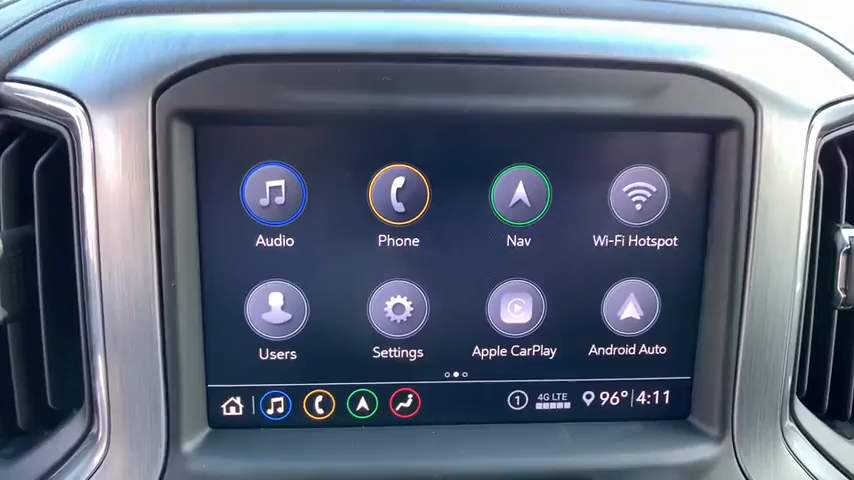 Audio Phone Nav Wi-Fi Hotspot
Users Settings Apple CarPlay Android Auto
1 4G LTE 96° 4:11